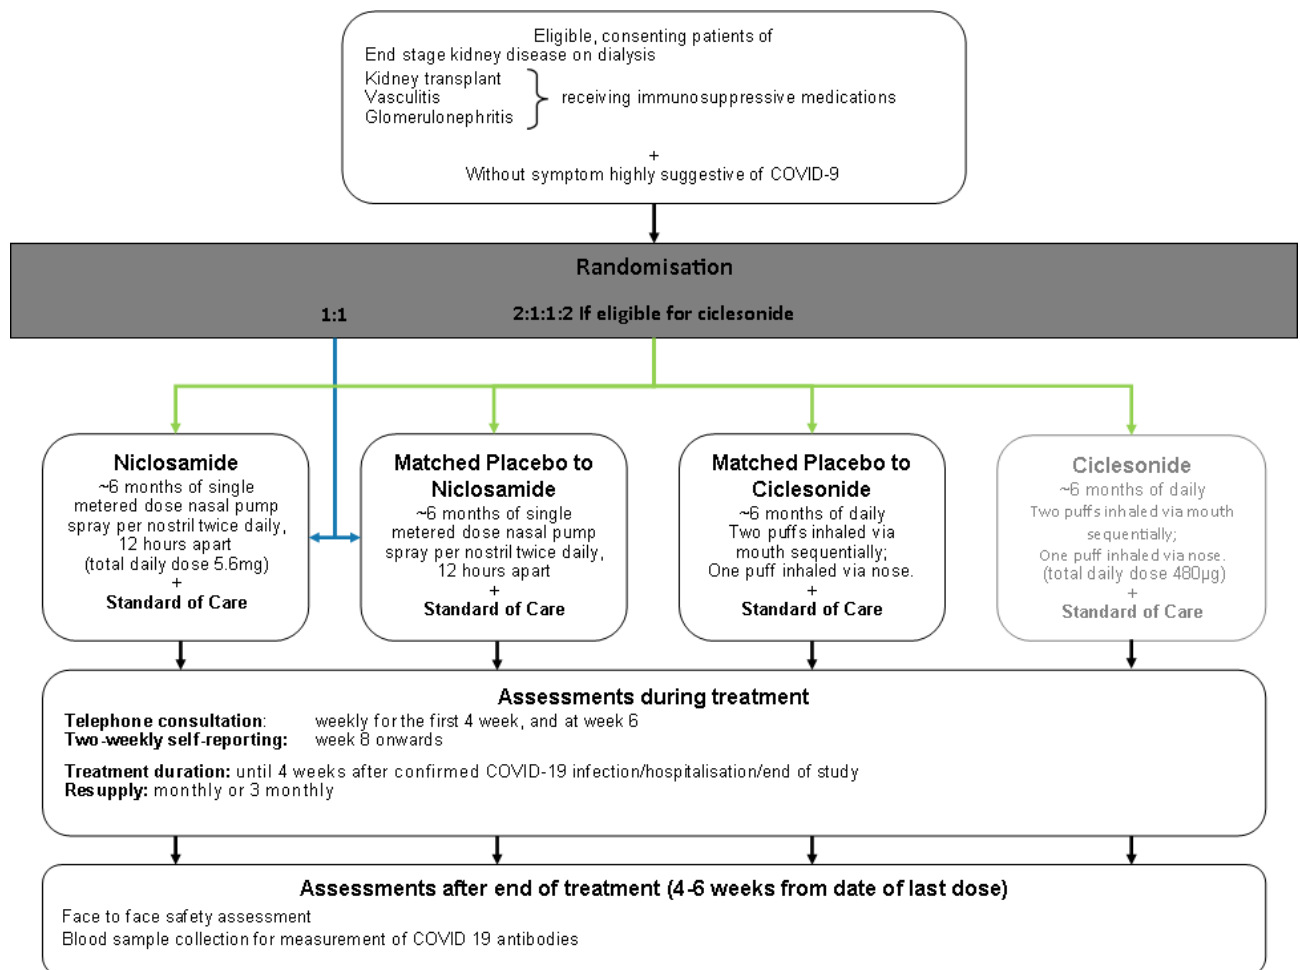 Eligible, consenting patients of
End stage kidney disease on dialysis
Kidney transplant
Vasculitis
Glomerulonephritis
receiving immunosuppressive medications
+
Without symptom highly suggestive of COVID-9
Randomisation
1:1
2:1:1:2 If eligible for ciclesonide
Niclosamide
~6 months of single
metered dose nasal pump
spray per nostril twice daily,
12 hours apart
(total daily dose 5.6mg)
+
Standard of Care
Matched Placebo to
Niclosamide
~6 months of single
metered dose nasal pump
spray per nostril twice daily,
12 hours apart
+
Standard of Care
Matched Placebo to
Ciclesonide
~6 months of daily
Two puffs inhaled via
mouth sequentially;
One puff inhaled via nose.
+
Standard of Care
Ciclesonide
~6 months of daily
Two puffs inhaled via mouth
sequentially;
One puff inhaled via nose.
(total daily dose 480µg)
+
Standard of Care
Assessments during treatment
Telephone consultation: weekly for the first 4 week, and at week 6
Two-weekly self-reporting: week 8 onwards
Treatment duration: until 4 weeks after confirmed COVID-19 infection/hospitalisation/end of study
Resupply: monthly or 3 monthly
Assessments after end of treatment (4-6 weeks from date of last dose)
Face to face safety assessment
Blood sample collection for measurement of COVID 19 antibodies